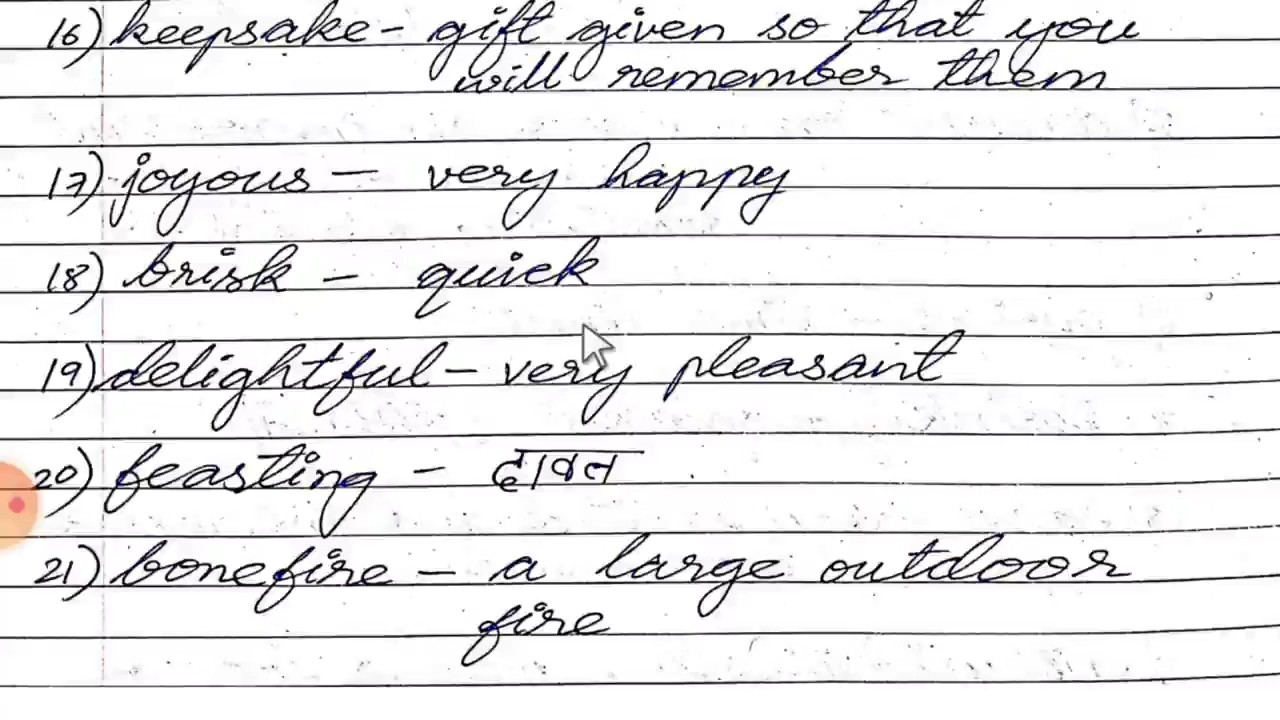 16) keepsake - gift given so that you
will remember them
17) joyous - very happy
18) brisk - quick
19) delightful - very pleasant
20) feasting - दावत
21) bonefire - a large outdoor
fire